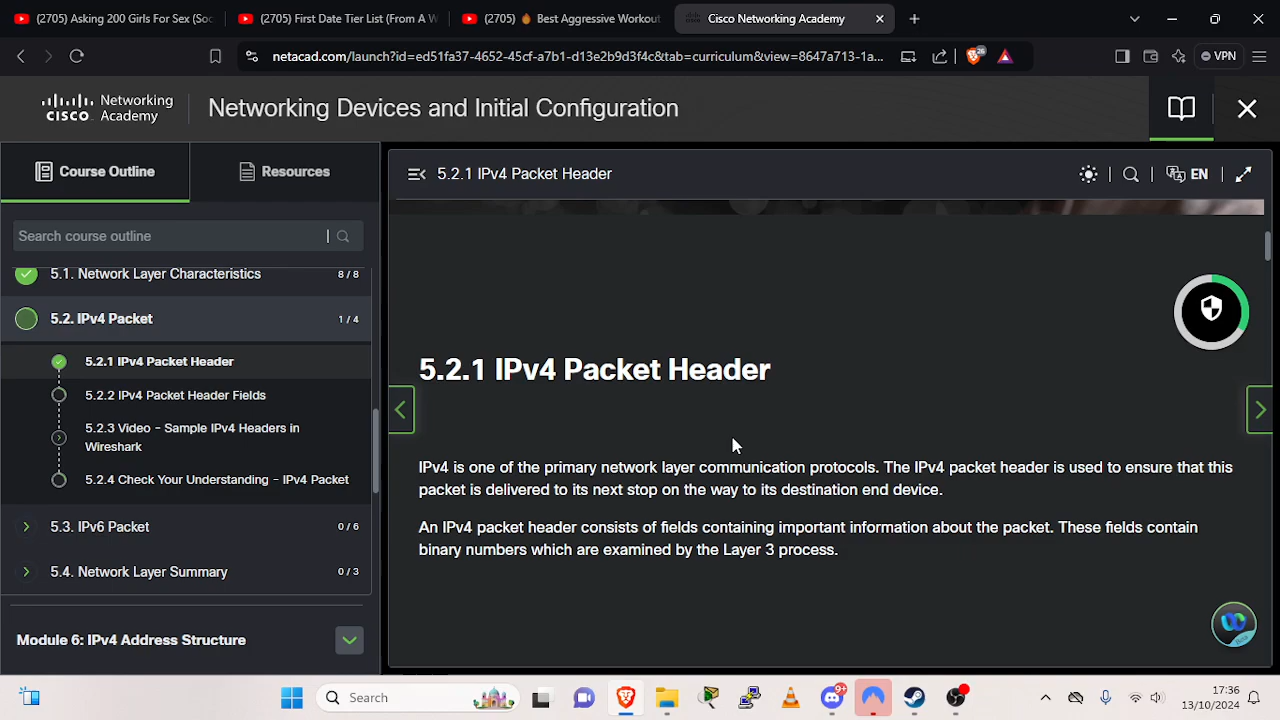 (2705) Asking 200 Girls For Sex (Soc
(2705) First Date Tier List (From A W
(2705) 🔥 Best Aggressive Workout
Cisco Networking Academy
netacad.com/launch?id=ed51fa37-4652-45cf-a7b1-d13e2b9d3f4c&tab=curriculum&view=8647a713-1a...
26
VPN
cisco Networking Academy
Networking Devices and Initial Configuration
Course Outline
Resources
Search course outline
5.1. Network Layer Characteristics 8/8
5.2. IPv4 Packet 1/4
5.2.1 IPv4 Packet Header
5.2.2 IPv4 Packet Header Fields
5.2.3 Video - Sample IPv4 Headers in
Wireshark
5.2.4 Check Your Understanding - IPv4 Packet
5.3. IPv6 Packet 0/6
5.4. Network Layer Summary 0/3
Module 6: IPv4 Address Structure
5.2.1 IPv4 Packet Header
EN
5.2.1 IPv4 Packet Header
IPv4 is one of the primary network layer communication protocols. The IPv4 packet header is used to ensure that this
packet is delivered to its next stop on the way to its destination end device.
An IPv4 packet header consists of fields containing important information about the packet. These fields contain
binary numbers which are examined by the Layer 3 process.
Search
9+
17:36
13/10/2024